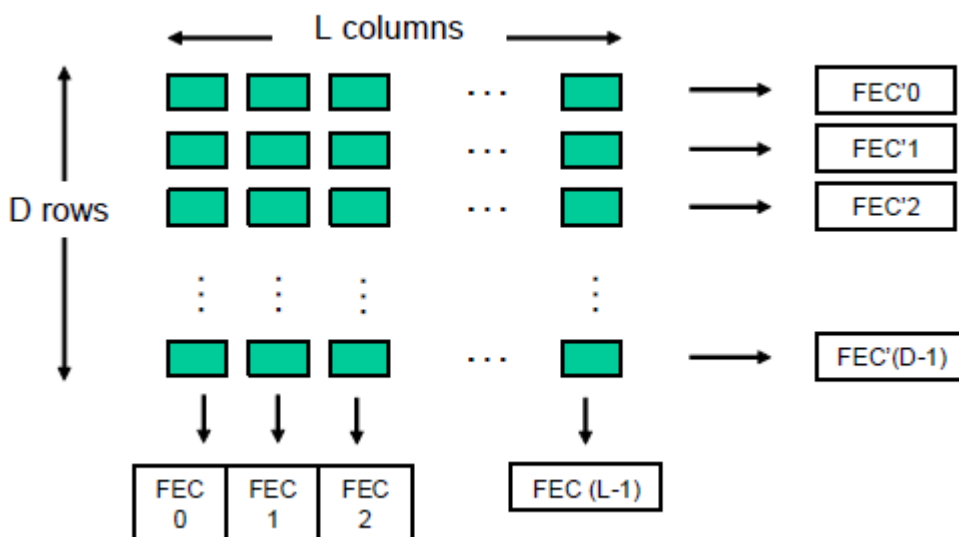 L columns
FEC'0
FEC'1
D rows
FEC'2
. . .
. . .
. . .
. . .
FEC'(D-1)
FEC 0
FEC 1
FEC 2
FEC (L-1)